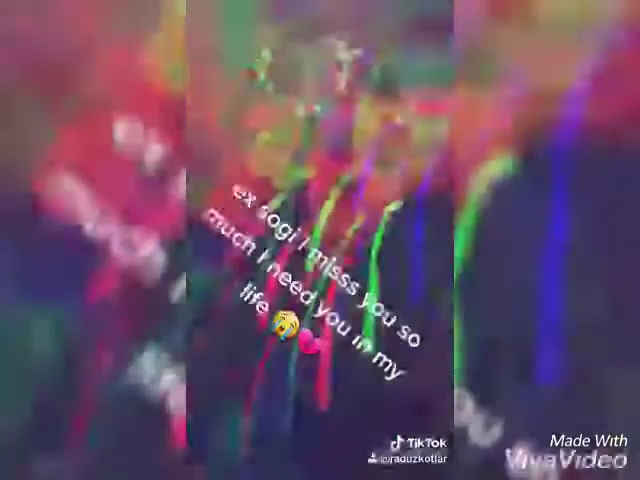 ex sogi i misss you so
much I need you in my
life 😭💕
TikTok
@raduzkotlar
Made With
VivaVideo